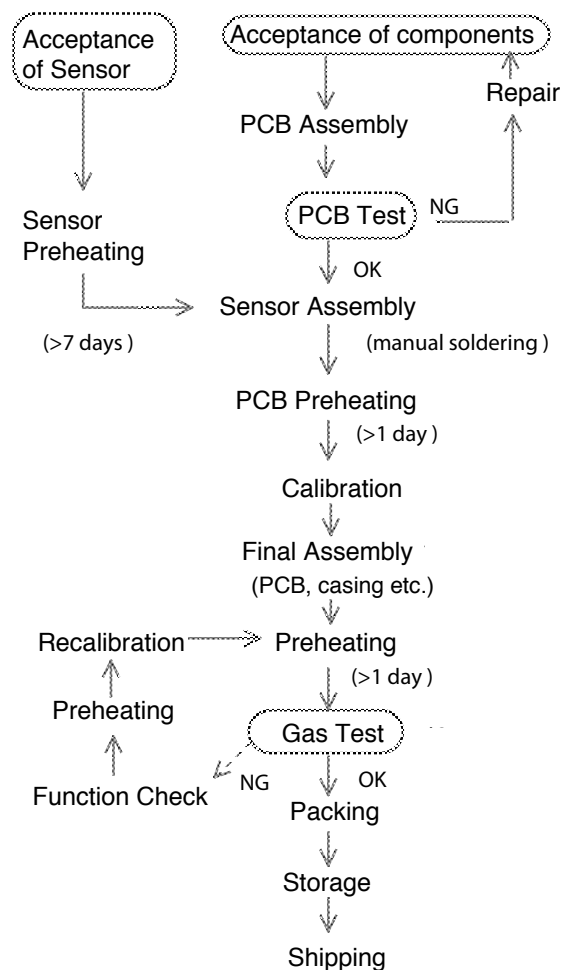 Acceptance
of Sensor
Acceptance of components
Repair
PCB Assembly
PCB Test
NG
Sensor
Preheating
OK
Sensor Assembly
(>7 days )
(manual soldering )
PCB Preheating
(>1 day )
Calibration
Final Assembly
(PCB, casing etc.)
Recalibration
Preheating
(>1 day )
Preheating
Gas Test
Function Check
NG
OK
Packing
Storage
Shipping